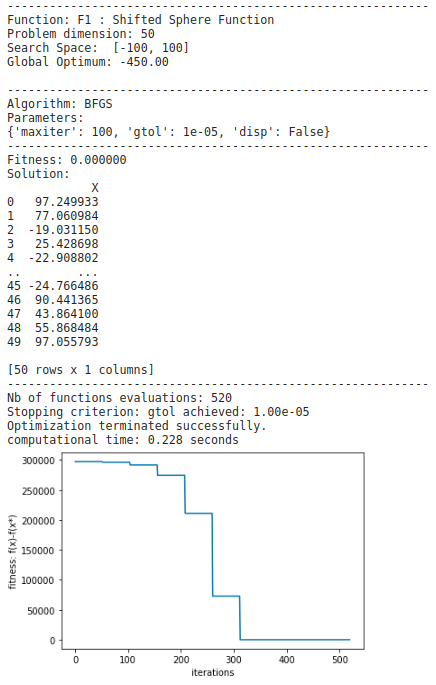 ------------------------------------------------------------
Function: F1 : Shifted Sphere Function
Problem dimension: 50
Search Space:  [-100, 100]
Global Optimum: -450.00

------------------------------------------------------------
Algorithm: BFGS
Parameters:
{'maxiter': 100, 'gtol': 1e-05, 'disp': False}
------------------------------------------------------------
Fitness: 0.000000
Solution:
            X
0   97.249933
1   77.060984
2  -19.031150
3   25.428698
4  -22.908802
..        ...
45 -24.766486
46  90.441365
47  43.864100
48  55.868484
49  97.055793

[50 rows x 1 columns]
------------------------------------------------------------
Nb of functions evaluations: 520
Stopping criterion: gtol achieved: 1.00e-05
Optimization terminated successfully.
computational time: 0.228 seconds
fitness: f(x)-f(x*)
300000
250000
200000
150000
100000
50000
0
0 100 200 300 400 500
iterations